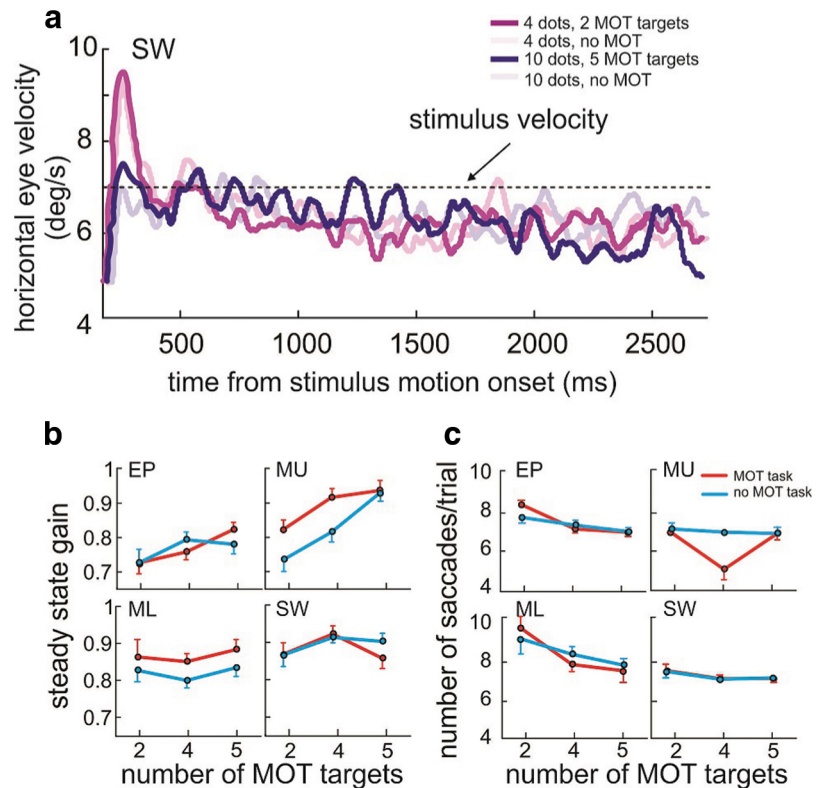 a
SW
4 dots, 2 MOT targets
4 dots, no MOT
10 dots, 5 MOT targets
10 dots, no MOT
stimulus velocity
horizontal eye velocity
(deg/s)
10
8
6
4
500
1000
1500
2000
2500
time from stimulus motion onset (ms)
b
steady state gain
EP
1
0.9
0.8
0.7
MU
ML
1
0.9
0.8
0.7
SW
2
4
5
2
4
5
number of MOT targets
c
number of saccades/trial
EP
10
8
6
4
MU
MOT task
no MOT task
ML
10
8
6
4
SW
2
4
5
2
4
5
number of MOT targets